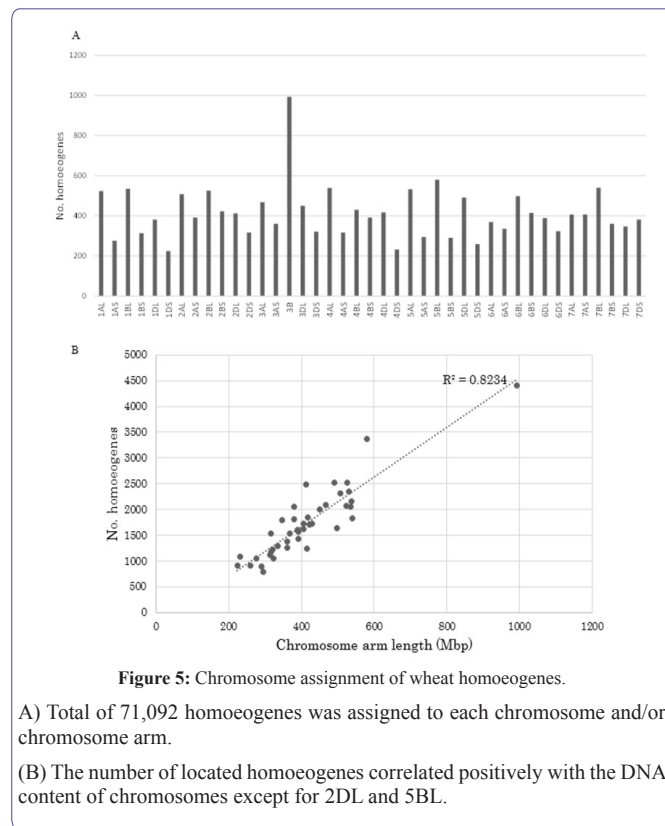 A
1200
1000
800
600
400
200
0
No. homoeogenes
1AL 1AS 1BL 1BS 1DL 1DS 2AL 2AS 2BL 2BS 2DL 2DS 3AL 3AS 3B 3DL 3DS 4AL 4AS 4BL 4BS 4DL 4DS 5AL 5AS 5BL 5BS 5DL 5DS 6AL 6AS 6BL 6BS 6DL 6DS 7AL 7AS 7BL 7BS 7DL 7DS
B
5000
4500
4000
3500
3000
2500
2000
1500
1000
500
0
No. homoeogenes
R² = 0.8234
0 200 400 600 800 1000 1200
Chromosome arm length (Mbp)
Figure 5: Chromosome assignment of wheat homoeogenes.
A) Total of 71,092 homoeogenes was assigned to each chromosome and/or
chromosome arm.
(B) The number of located homoeogenes correlated positively with the DNA
content of chromosomes except for 2DL and 5BL.